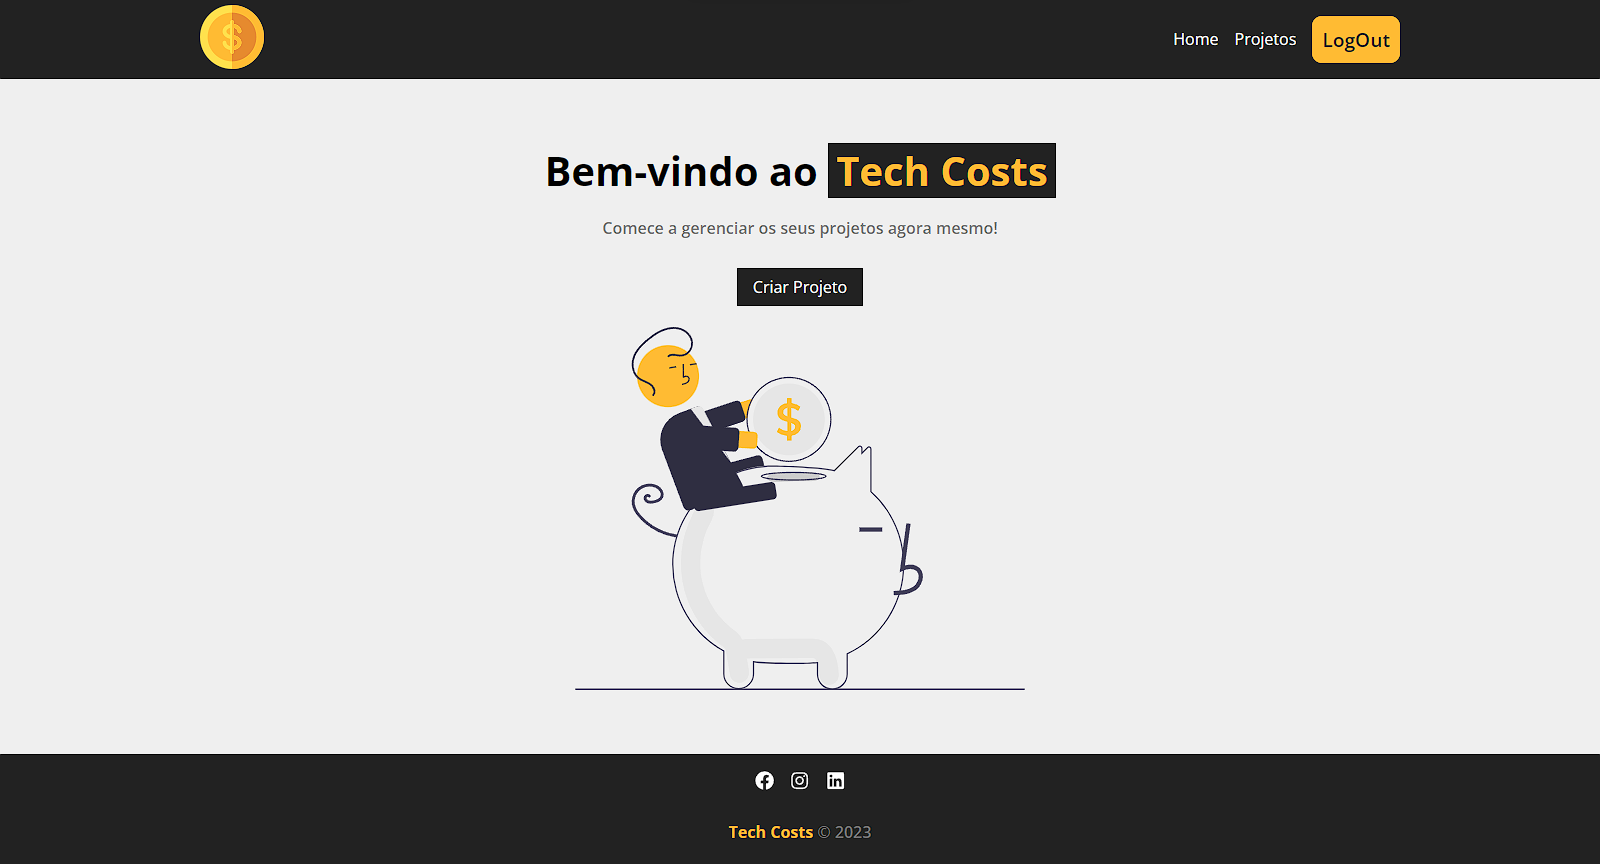 $
Home Projetos LogOut
Bem-vindo ao Tech Costs
Comece a gerenciar os seus projetos agora mesmo!
Criar Projeto
$
Tech Costs © 2023